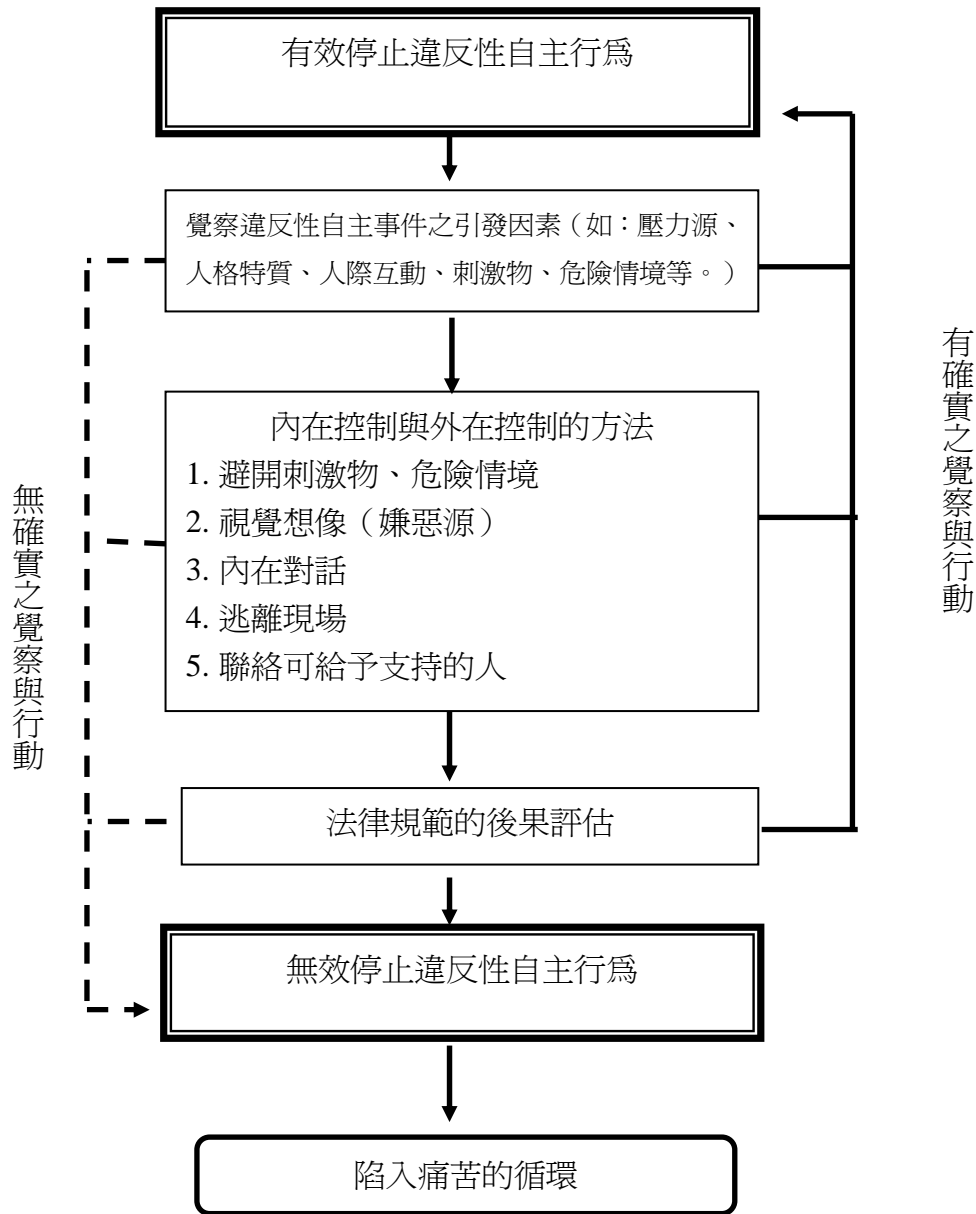 有效停止違反性自主行為
覺察違反性自主事件之引發因素（如：壓力源、
人格特質、人際互動、刺激物、危險情境等。）
內在控制與外在控制的方法
1. 避開刺激物、危險情境
2. 視覺想像（嫌惡源）
3. 內在對話
4. 逃離現場
5. 聯絡可給予支持的人
法律規範的後果評估
無效停止違反性自主行為
陷入痛苦的循環
無確實之覺察與行動
有確實之覺察與行動